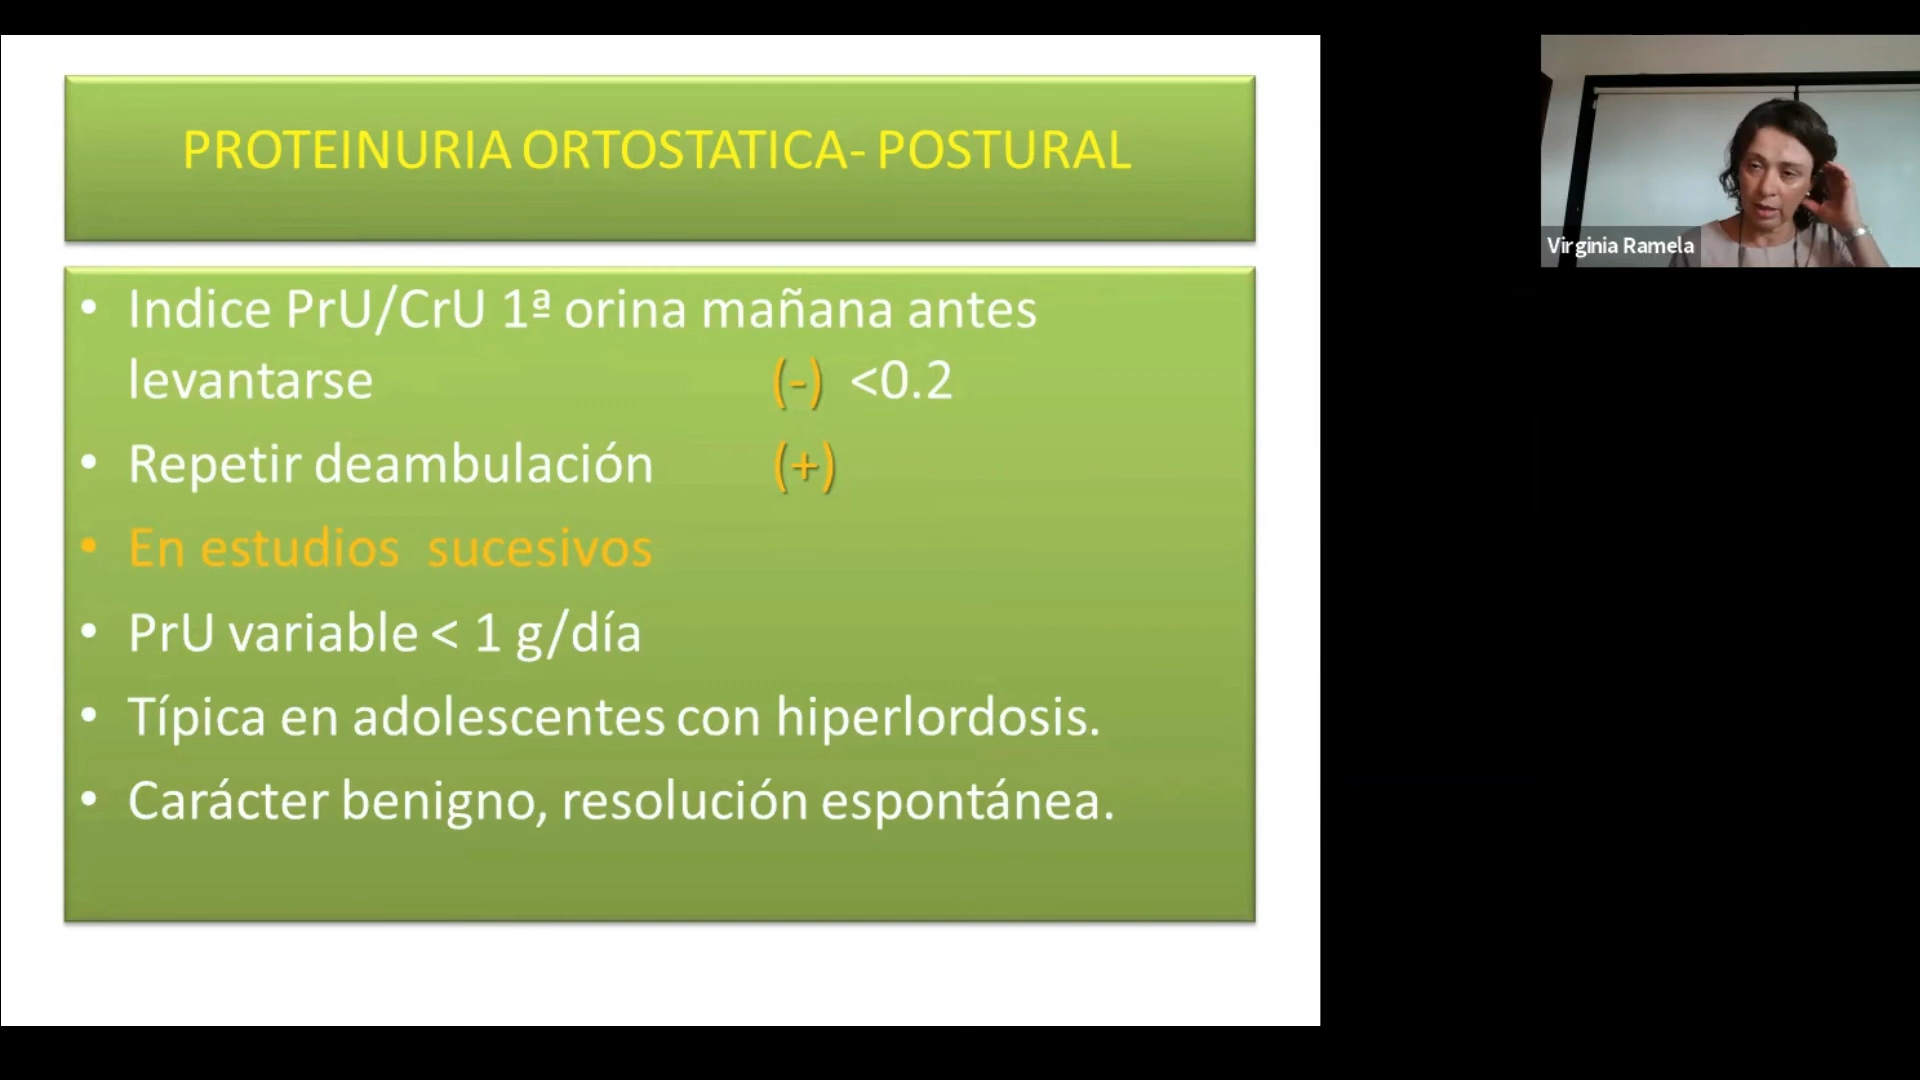 PROTEINURIA ORTOSTATICA- POSTURAL
• Indice PrU/CrU 1ª orina mañana antes
levantarse (-) <0.2
• Repetir deambulación (+)
• En estudios sucesivos
• PrU variable < 1 g/día
• Típica en adolescentes con hiperlordosis.
• Carácter benigno, resolución espontánea.
Virginia Ramela